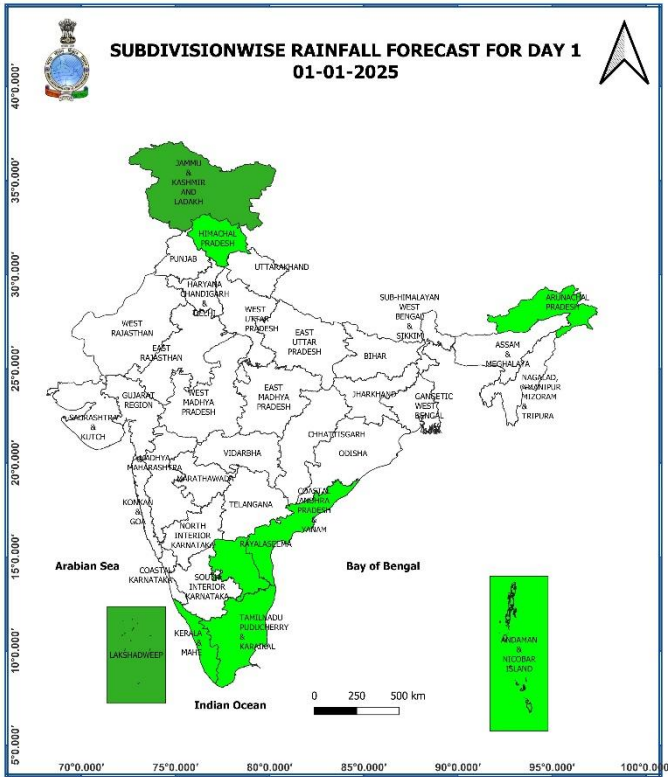 SUBDIVISIONWISE RAINFALL FORECAST FOR DAY 1
01-01-2025
40°0.000'
35°0.000'
30°0.000'
25°0.000'
20°0.000'
15°0.000'
10°0.000'
5°0.000'
JAMMU
&
KASHMIR
AND
LADAKH
HIMACHAL
PRADESH
PUNJAB
UTTARAKHAND
HARYANA
CHANDIGARH
&
DELHI
WEST
UTTAR
PRADESH
EAST
UTTAR
PRADESH
SUB-HIMALAYAN
WEST
BENGAL
&
SIKKIM
ARUNACHAL
PRADESH
ASSAM
&
MEGHALAYA
NAGALAD,
MANIPUR
MIZORAM
&
TRIPURA
WEST
RAJASTHAN
EAST
RAJASTHAN
BIHAR
JHARKHAND
GANGETIC
WEST
BENGAL
GUJARAT
REGION
SAURASHTRA
&
KUTCH
WEST
MADHYA
PRADESH
EAST
MADHYA
PRADESH
CHHATTISGARH
ODISHA
VIDARBHA
MADHYA
MAHARASHTRA
MARATHAWADA
TELANGANA
KONKAN
&
GOA
COASTAL
ANDHRA
PRADESH
&
YANAM
NORTH
INTERIOR
KARNATAKA
RAYALASEEMA
COASTAL
KARNATAKA
SOUTH
INTERIOR
KARNATAKA
Arabian Sea
Bay of Bengal
LAKSHADWEEP
KERALA
&
MAHE
TAMILNADU
PUDUCHERRY
&
KARAIKAL
ANDAMAN
&
NICOBAR
ISLAND
Indian Ocean
0 250 500 km
70°0.000' 75°0.000' 80°0.000' 85°0.000' 90°0.000' 95°0.000' 100°0.000'